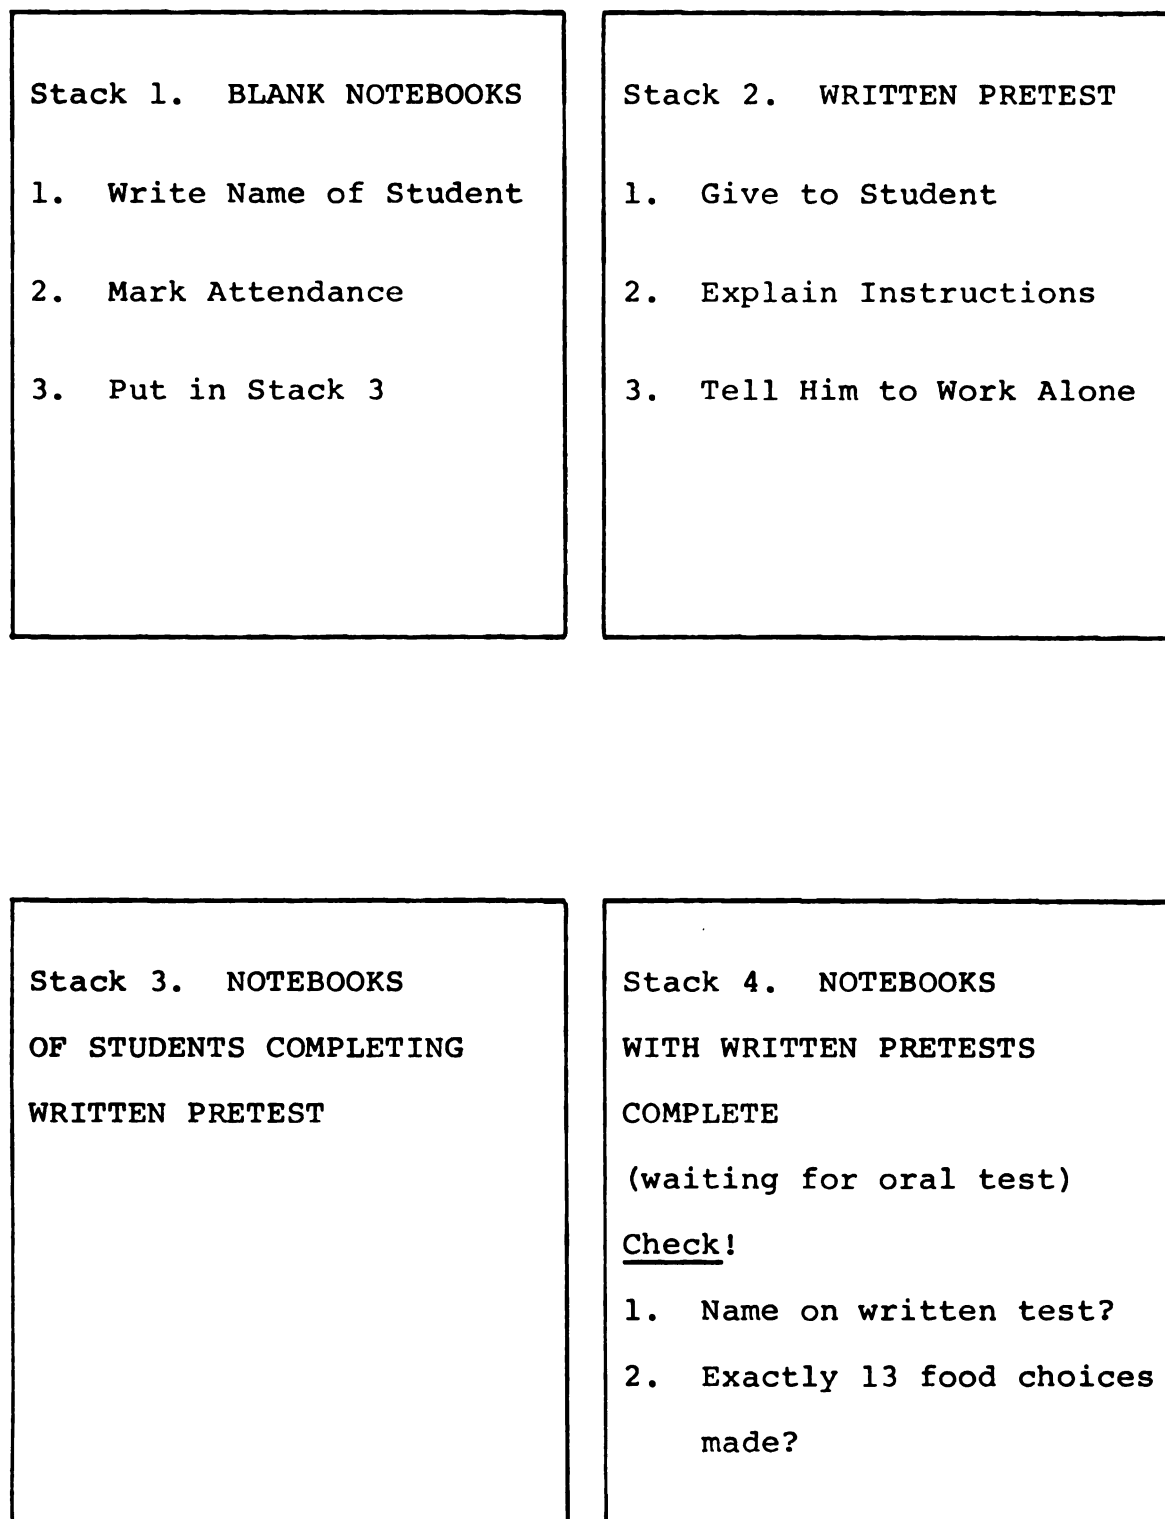 Stack 1. BLANK NOTEBOOKS
1. Write Name of Student
2. Mark Attendance
3. Put in Stack 3
Stack 2. WRITTEN PRETEST
1. Give to Student
2. Explain Instructions
3. Tell Him to Work Alone
Stack 3. NOTEBOOKS
OF STUDENTS COMPLETING
WRITTEN PRETEST
Stack 4. NOTEBOOKS
WITH WRITTEN PRETESTS
COMPLETE
(waiting for oral test)
Check!
1. Name on written test?
2. Exactly 13 food choices
made?